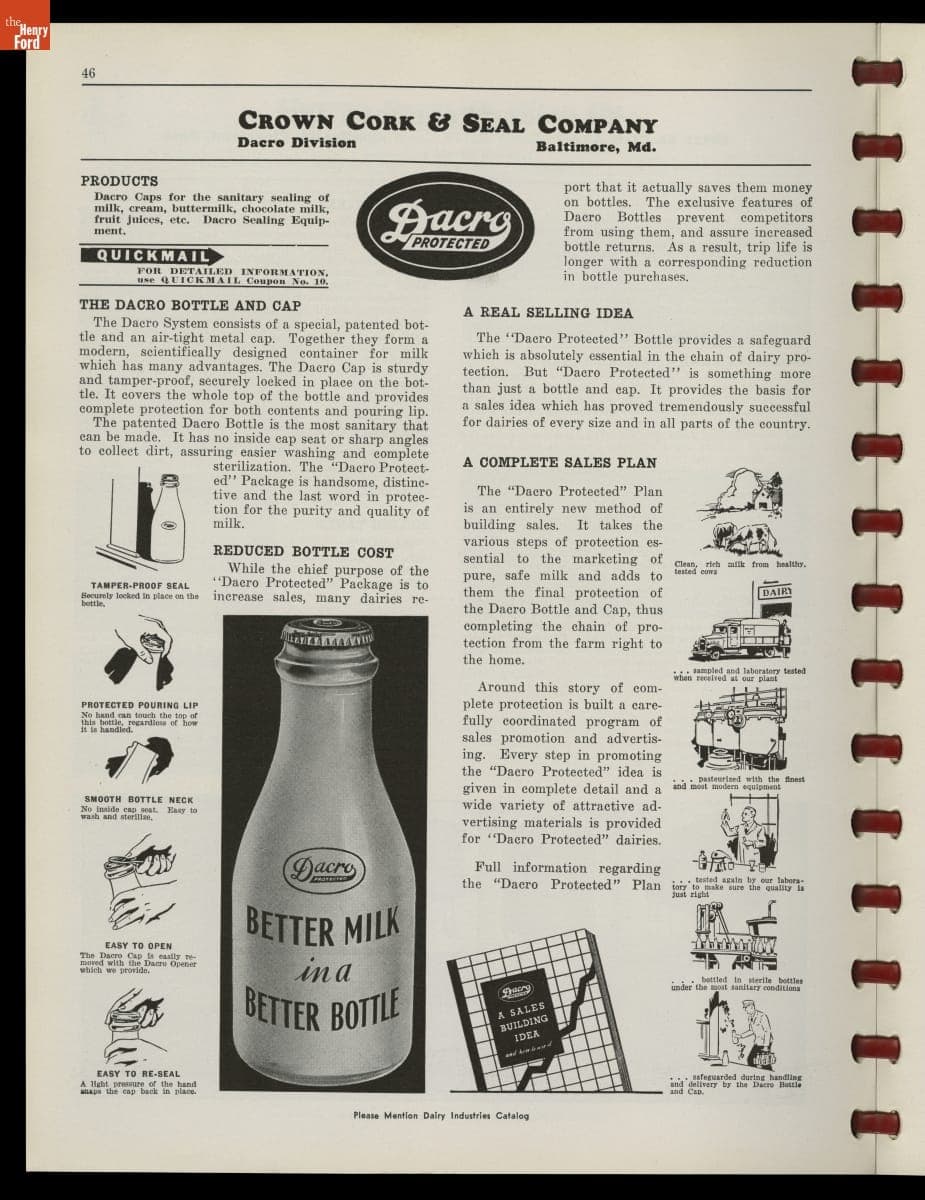 the
Henry
Ford
46
CROWN CORK & SEAL COMPANY
Dacro Division
Baltimore, Md.
PRODUCTS
Dacro Caps for the sanitary sealing of
milk, cream, buttermilk, chocolate milk,
fruit juices, etc. Dacro Sealing Equip-
ment.
QUICKMAIL
FOR DETAILED INFORMATION,
use QUICKMAIL Coupon No. 10.
Dacro
PROTECTED
THE DACRO BOTTLE AND CAP
The Dacro System consists of a special, patented bot-
tle and an air-tight metal cap. Together they form a
modern, scientifically designed container for milk
which has many advantages. The Dacro Cap is sturdy
and tamper-proof, securely locked in place on the bot-
tle. It covers the whole top of the bottle and provides
complete protection for both contents and pouring lip.
The patented Dacro Bottle is the most sanitary that
can be made. It has no inside cap seat or sharp angles
to collect dirt, assuring easier washing and complete
sterilization. The "Dacro Protect-
ed" Package is handsome, distinc-
tive and the last word in protec-
tion for the purity and quality of
milk.
REDUCED BOTTLE COST
While the chief purpose of the
"Dacro Protected" Package is to
increase sales, many dairies re-
TAMPER-PROOF SEAL
Securely locked in place on the
bottle.
PROTECTED POURING LIP
No hand can touch the top of
this bottle, regardless of how
it is handled.
SMOOTH BOTTLE NECK
No inside cap seat. Easy to
wash and sterilize.
EASY TO OPEN
The Dacro Cap is easily re-
moved with the Dacro Opener
which we provide.
EASY TO RE-SEAL
A light pressure of the hand
snaps the cap back in place.
Dacro
PROTECTED
BETTER MILK
in a
BETTER BOTTLE
port that it actually saves them money
on bottles. The exclusive features of
Dacro Bottles prevent competitors
from using them, and assure increased
bottle returns. As a result, trip life is
longer with a corresponding reduction
in bottle purchases.
A REAL SELLING IDEA
The "Dacro Protected" Bottle provides a safeguard
which is absolutely essential in the chain of dairy pro-
tection. But "Dacro Protected" is something more
than just a bottle and cap. It provides the basis for
a sales idea which has proved tremendously successful
for dairies of every size and in all parts of the country.
A COMPLETE SALES PLAN
The "Dacro Protected" Plan
is an entirely new method of
building sales. It takes the
various steps of protection es-
sential to the marketing of
pure, safe milk and adds to
them the final protection of
the Dacro Bottle and Cap, thus
completing the chain of pro-
tection from the farm right to
the home.
Around this story of com-
plete protection is built a care-
fully coordinated program of
sales promotion and advertis-
ing. Every step in promoting
the "Dacro Protected" idea is
given in complete detail and a
wide variety of attractive ad-
vertising materials is provided
for "Dacro Protected" dairies.
Full information regarding
the "Dacro Protected" Plan
Dacro
A SALES
BUILDING
IDEA
and how to use it
Clean, rich milk from healthy,
tested cows
DAIRY
. . . sampled and laboratory tested
when received at our plant
. . . pasteurized with the finest
and most modern equipment
. . . tested again by our labora-
tory to make sure the quality is
just right
. . . bottled in sterile bottles
under the most sanitary conditions
. . . safeguarded during handling
and delivery by the Dacro Bottle
and Cap.
Please Mention Dairy Industries Catalog